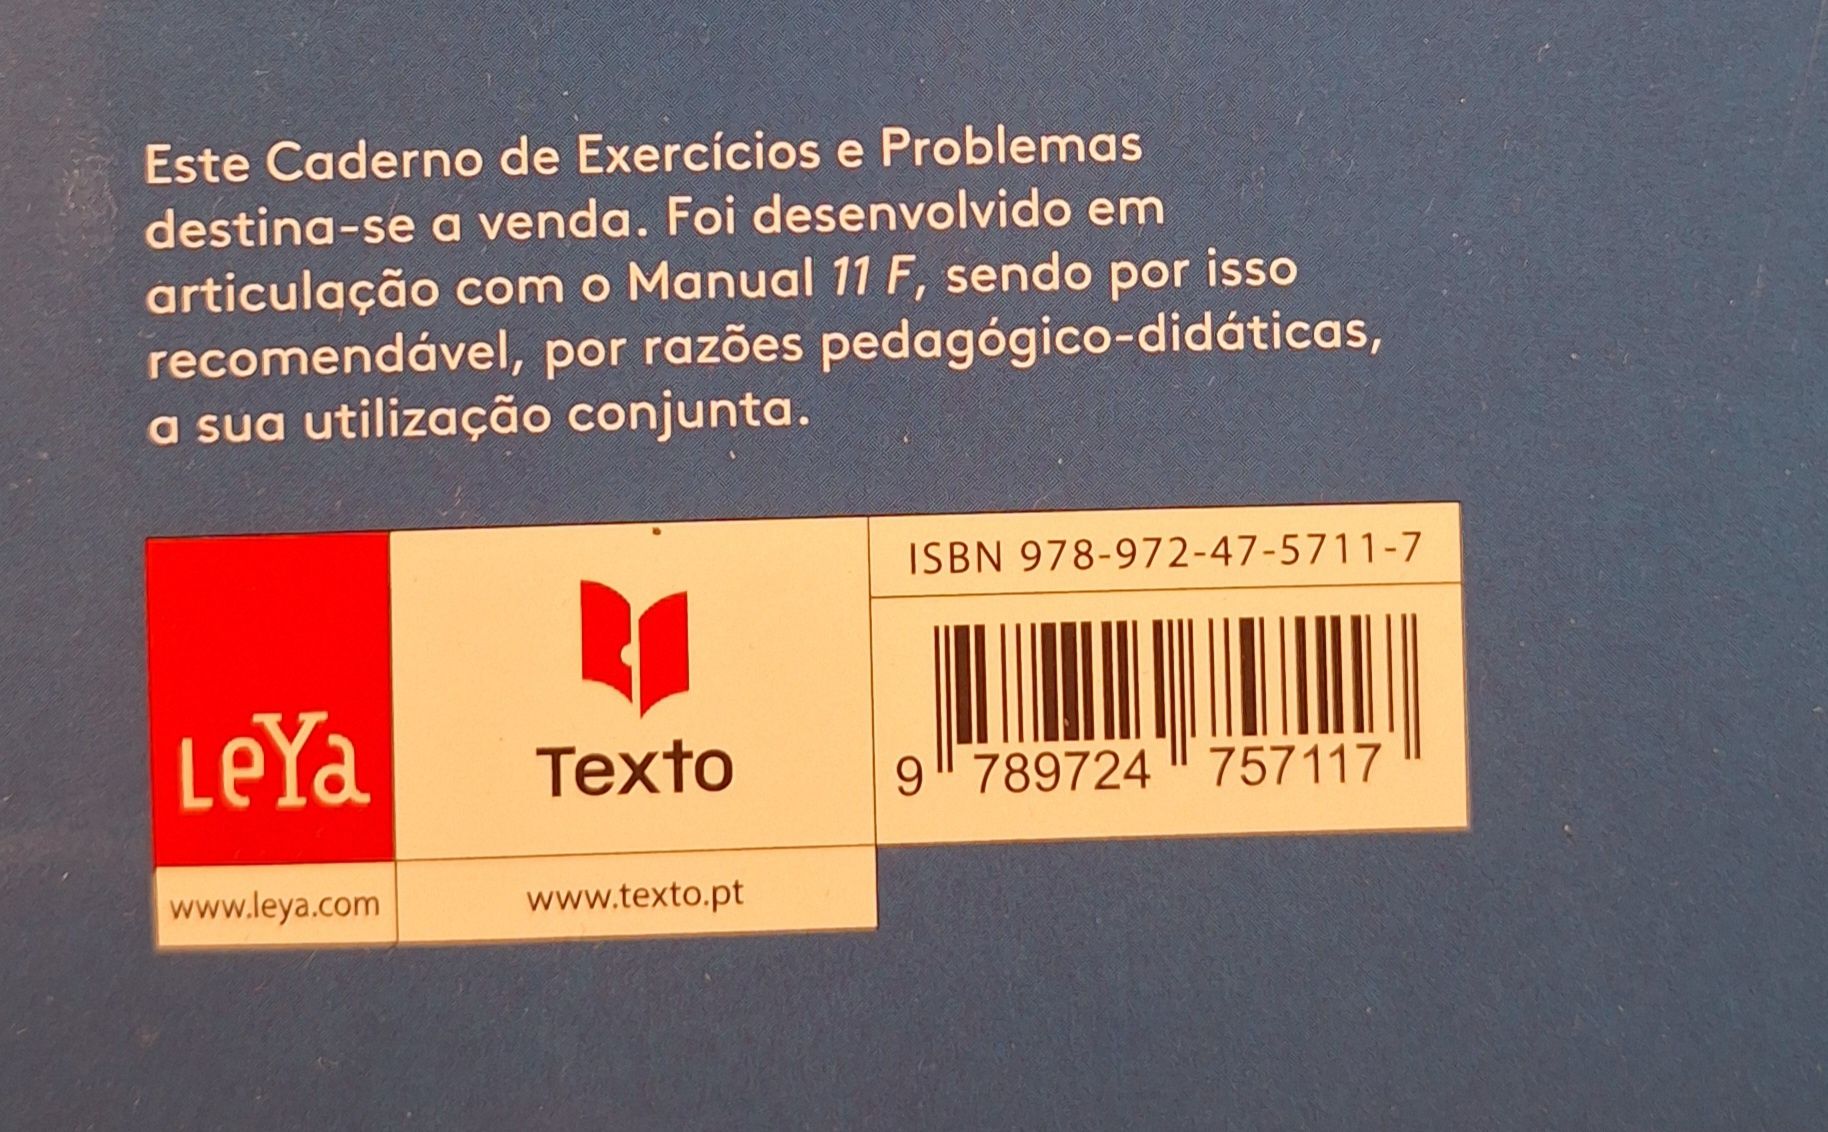 Este Caderno de Exercícios e Problemas
destina-se a venda. Foi desenvolvido em
articulação com o Manual 11 F, sendo por isso
recomendável, por razões pedagógico-didáticas,
a sua utilização conjunta.
LeYa
www.leya.com
Texto
www.texto.pt
ISBN 978-972-47-5711-7
9 789724 757117